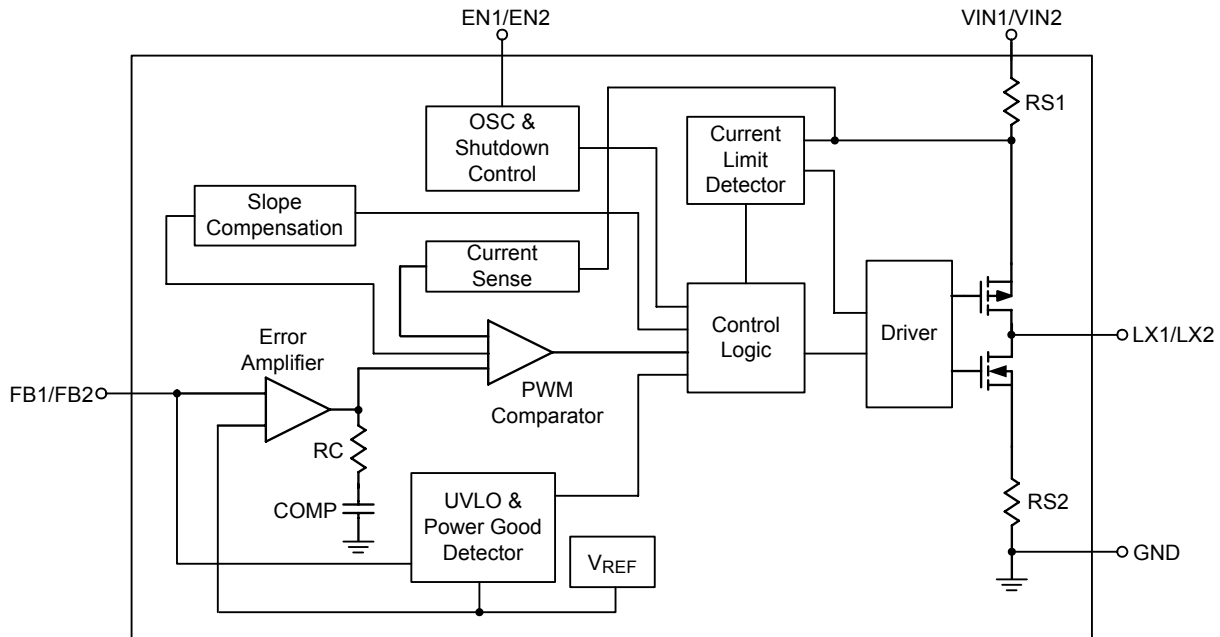 EN1/EN2
VIN1/VIN2
RS1
OSC &
Shutdown
Control
Current
Limit
Detector
Slope
Compensation
Current
Sense
Error
Amplifier
Control
Logic
Driver
LX1/LX2
FB1/FB2
PWM
Comparator
RC
COMP
UVLO &
Power Good
Detector
VREF
RS2
GND